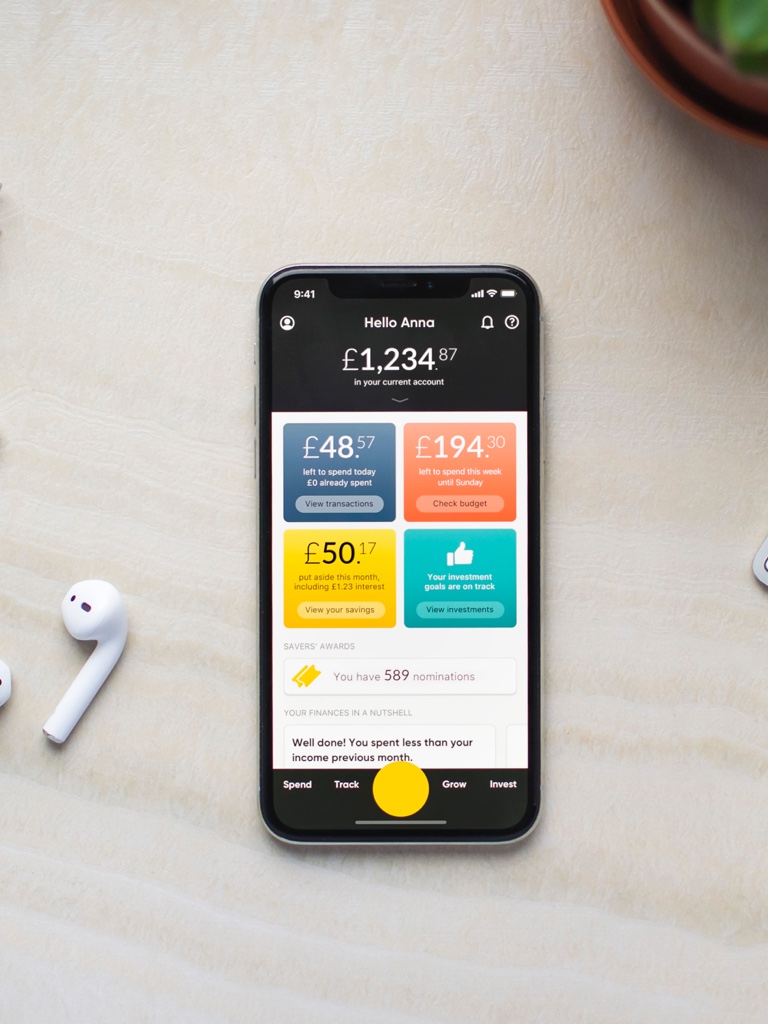 9:41
Hello Anna
£1,234.87
in your current account
£48.57
left to spend today
£0 already spent
View transactions
£194.30
left to spend this week
until Sunday
Check budget
£50.17
put aside this month,
including £1.23 interest
View your savings
Your investment
goals are on track
View investments
SAVERS' AWARDS
You have 589 nominations
YOUR FINANCES IN A NUTSHELL
Well done! You spent less than your
income previous month.
Spend Track Grow Invest